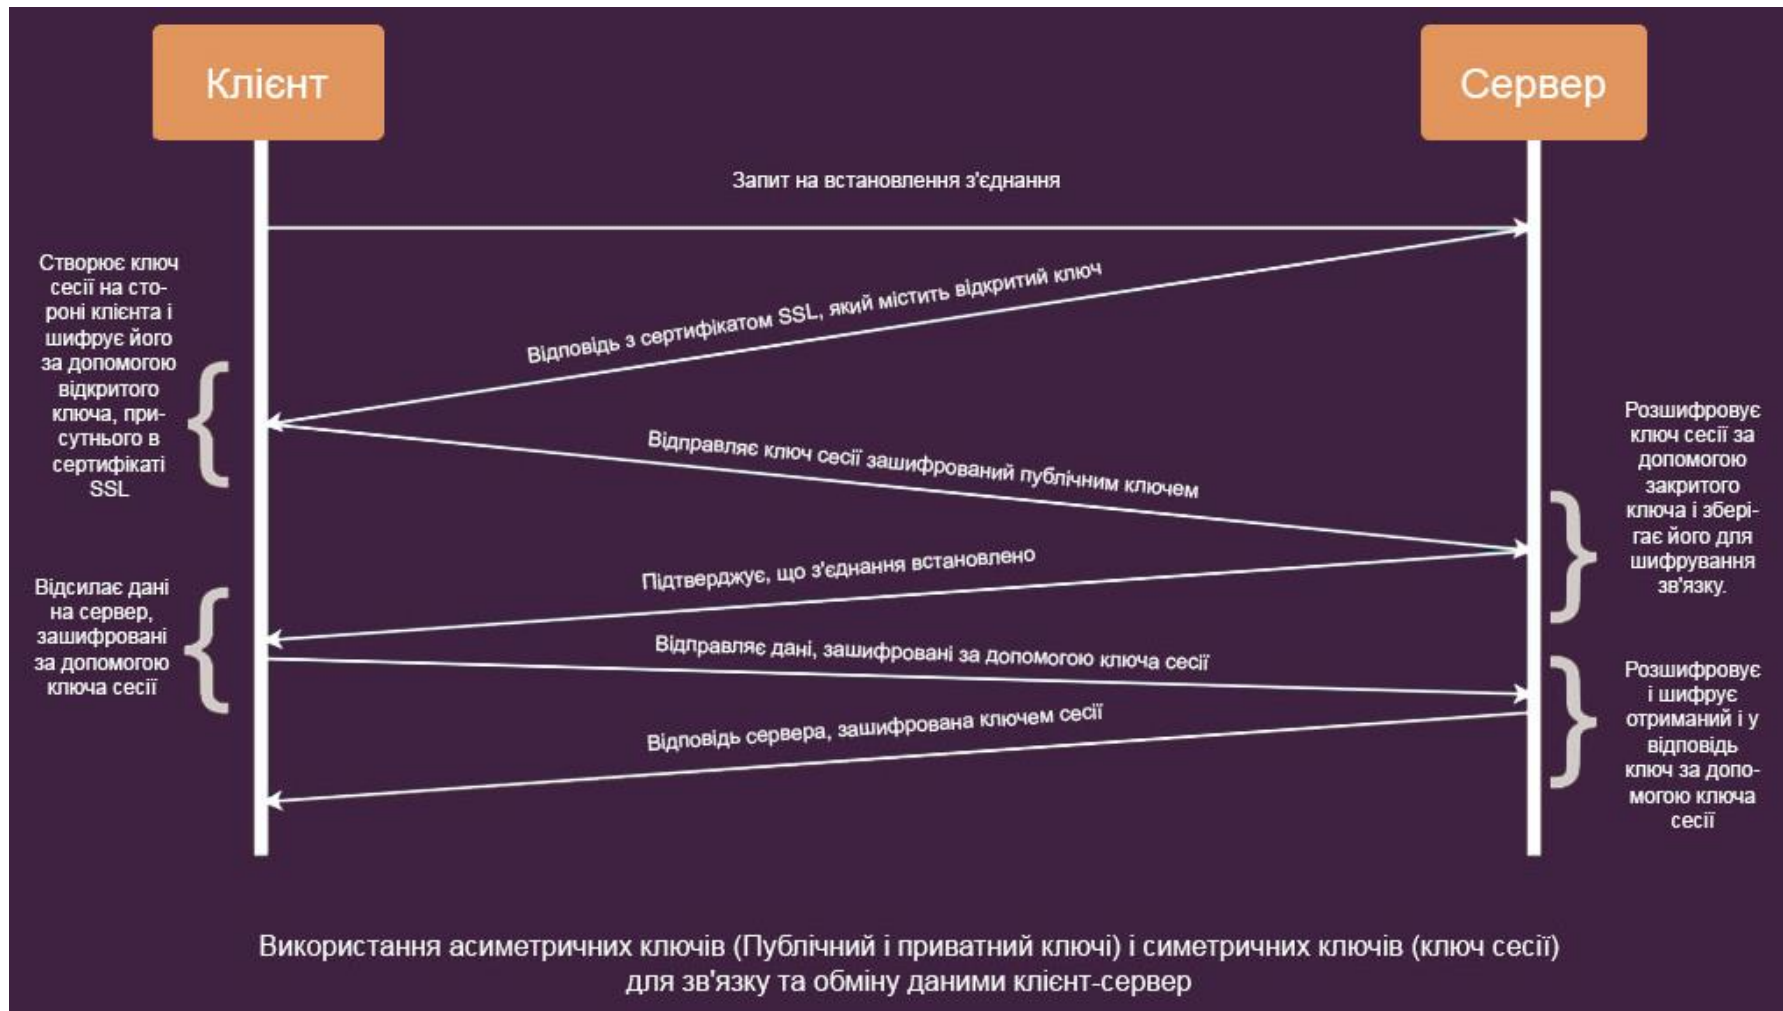 Клієнт
Сервер
Запит на встановлення з'єднання
Відповідь з сертифікатом SSL, який містить відкритий ключ
Створює ключ
сесії на сто-
роні клієнта і
шифрує його
за допомогою
відкритого
ключа, при-
сутнього в
сертифікаті
SSL
Відправляє ключ сесії зашифрований публічним ключем
Розшифровує
ключ сесії за
допомогою
закритого
ключа і збері-
гає його для
шифрування
зв'язку.
Підтверджує, що з'єднання встановлено
Відсилає дані
на сервер,
зашифровані
за допомогою
ключа сесії
Відправляє дані, зашифровані за допомогою ключа сесії
Розшифровує
і шифрує
отриманий і у
відповідь
ключ за допо-
могою ключа
сесії
Відповідь сервера, зашифрована ключем сесії
Використання асиметричних ключів (Публічний і приватний ключі) і симетричних ключів (ключ сесії)
для зв'язку та обміну даними клієнт-сервер